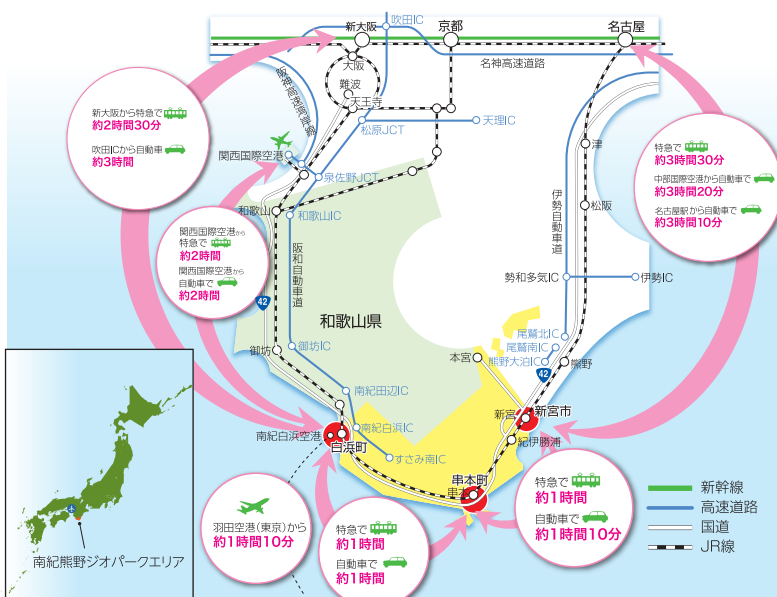 新大阪
吹田IC
京都
名古屋
大阪
名神高速道路
難波
天王寺
阪神高速湾岸線
松原JCT
天理IC
関西国際空港
泉佐野JCT
和歌山
和歌山IC
阪和自動車道
津
松阪
伊勢自動車道
勢和多気IC
伊勢IC
42
和歌山県
御坊
御坊IC
尾鷲北IC
尾鷲南IC
熊野大泊IC
熊野
42
本宮
南紀田辺IC
新宮
新宮市
南紀白浜空港
白浜町
南紀白浜IC
紀伊勝浦
すさみ南IC
串本町
串本
新大阪から特急で
約2時間30分
吹田ICから自動車
約3時間
関西国際空港から
特急で
約2時間
関西国際空港から
自動車で
約2時間
特急で
約3時間30分
中部国際空港から自動車で
約3時間20分
名古屋駅から自動車で
約3時間10分
羽田空港(東京)から
約1時間10分
特急で
約1時間
自動車で
約1時間
特急で
約1時間
自動車で
約1時間10分
新幹線
高速道路
国道
JR線
南紀熊野ジオパークエリア